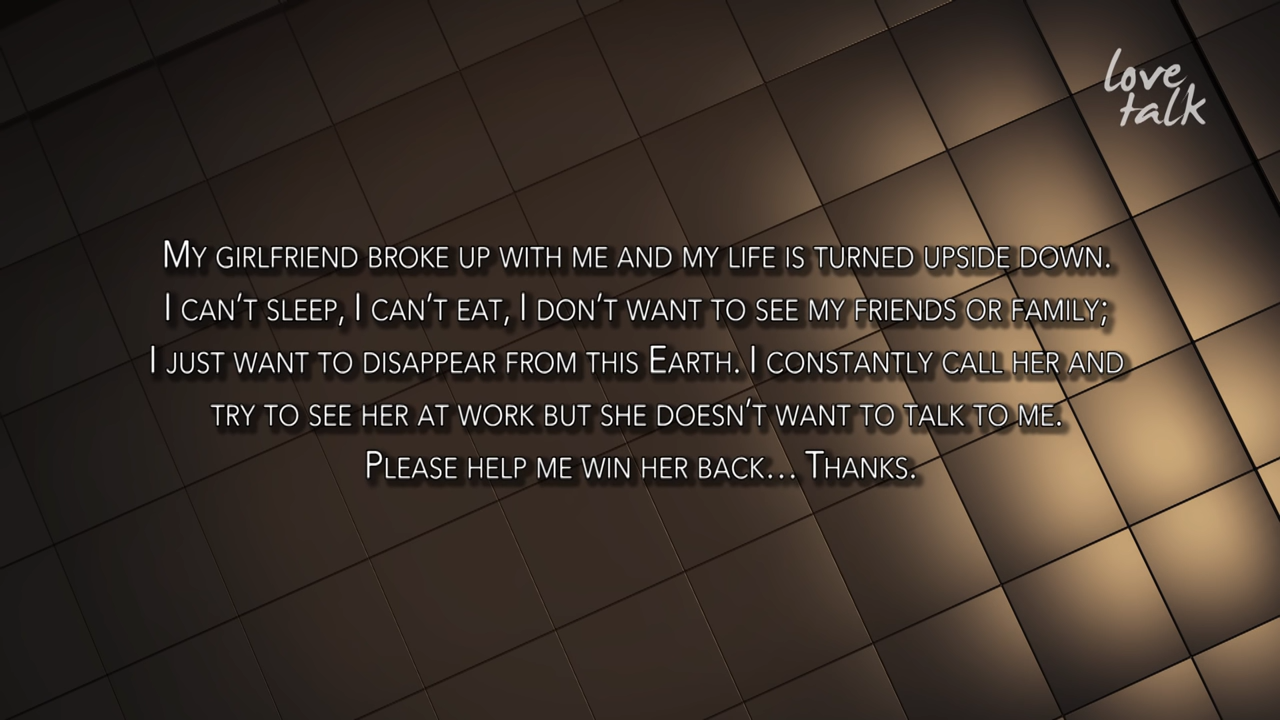 love
talk
My girlfriend broke up with me and my life is turned upside down.
I can't sleep, I can't eat, I don't want to see my friends or family;
I just want to disappear from this Earth. I constantly call her and
try to see her at work but she doesn't want to talk to me.
Please help me win her back... Thanks.